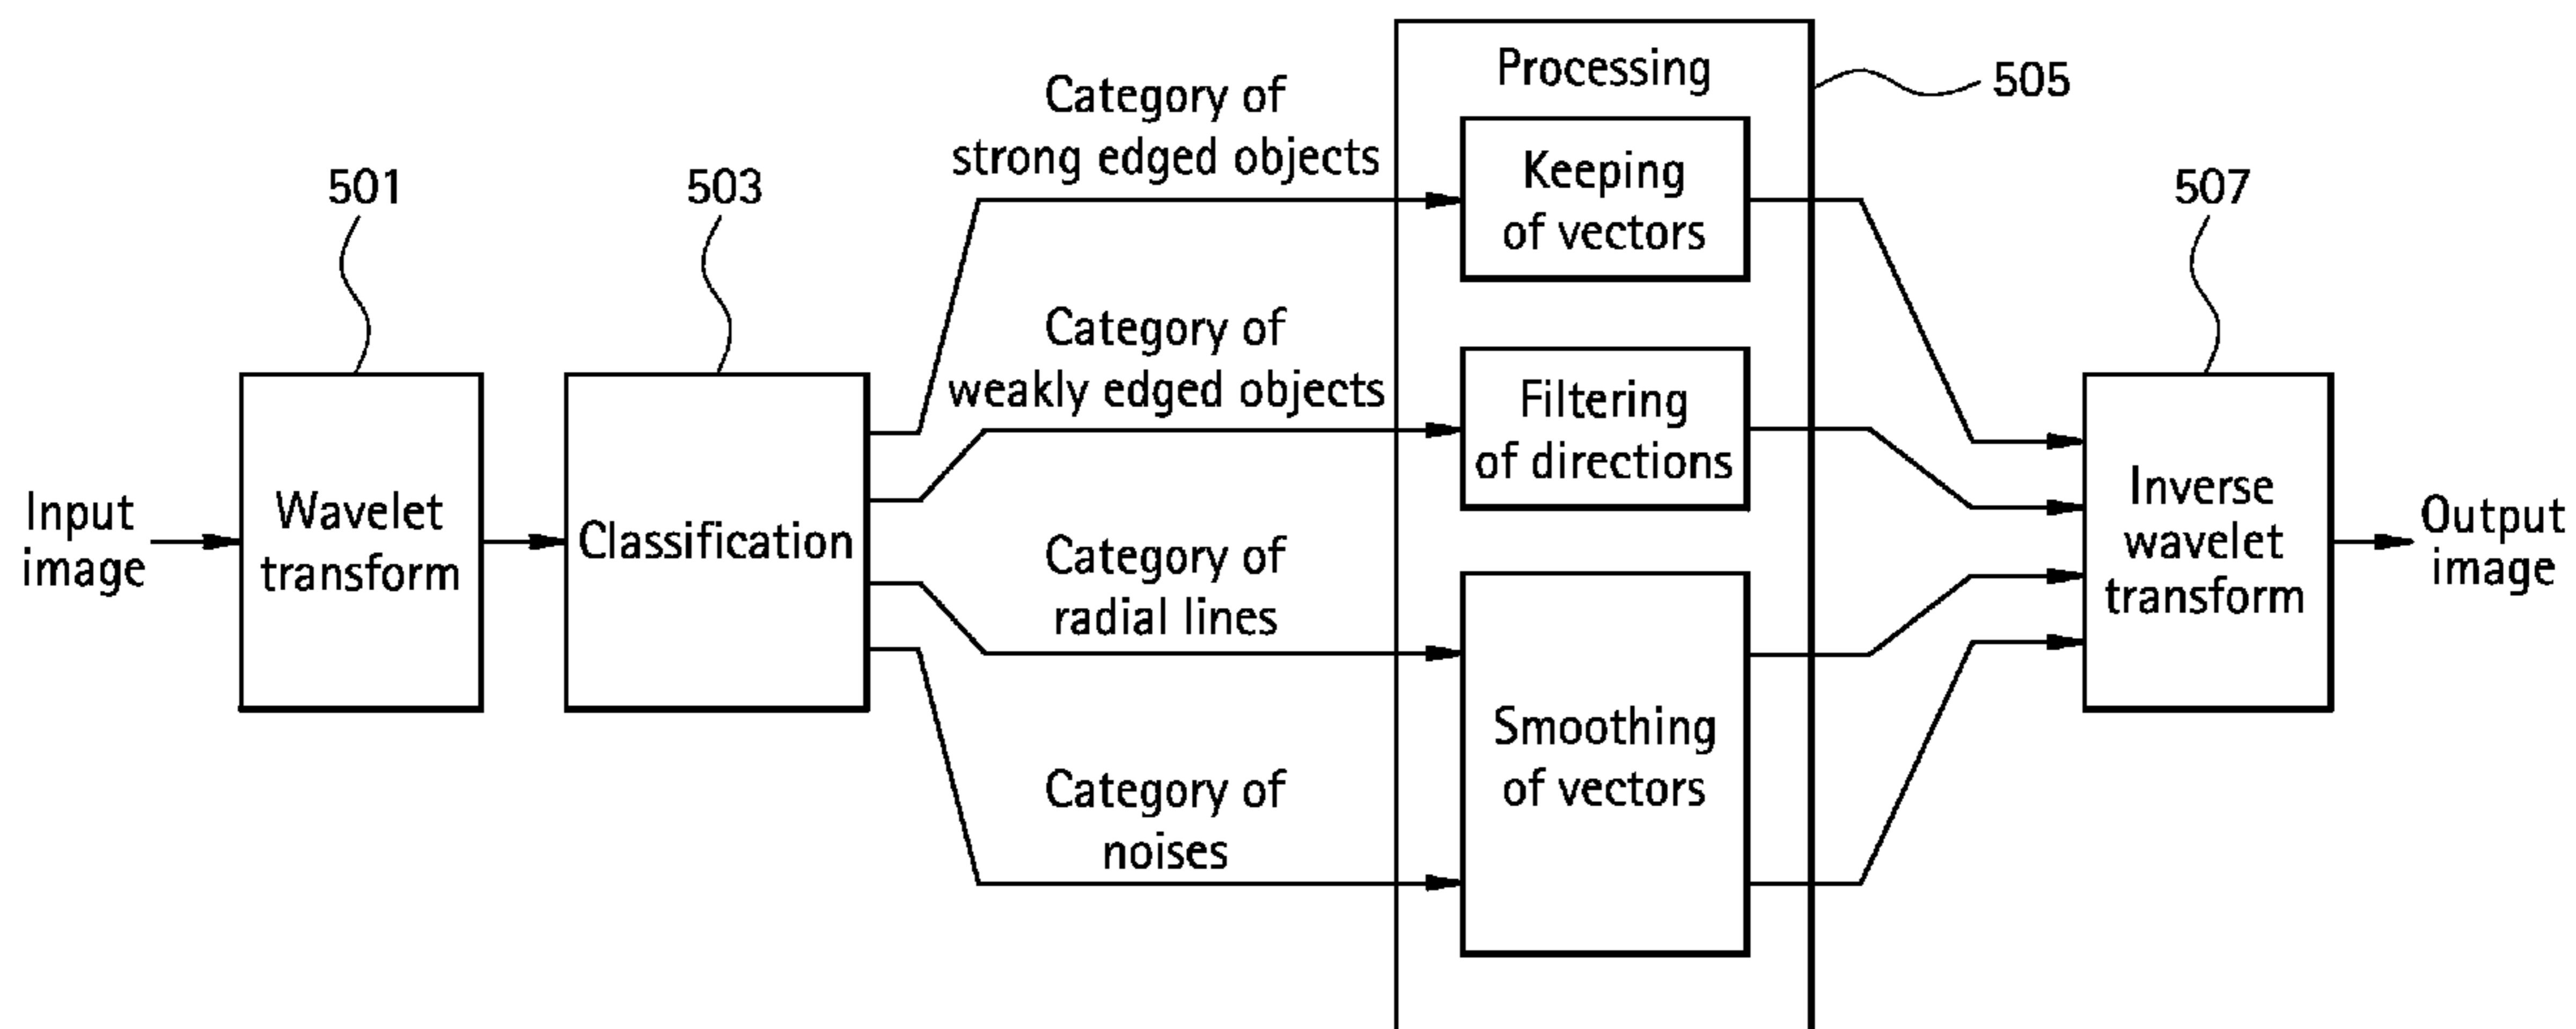 Input
image
501
Wavelet
transform
503
Classification
Category of
strong edged objects
Category of
weakly edged objects
Category of
radial lines
Category of
noises
Processing
505
Keeping
of vectors
Filtering
of directions
Smoothing
of vectors
507
Inverse
wavelet
transform
Output
image